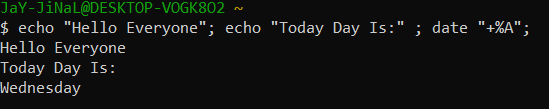 JaY-JiNaL@DESKTOP-VOGK8O2 ~
$ echo "Hello Everyone"; echo "Today Day Is:" ; date "+%A";
Hello Everyone
Today Day Is:
Wednesday